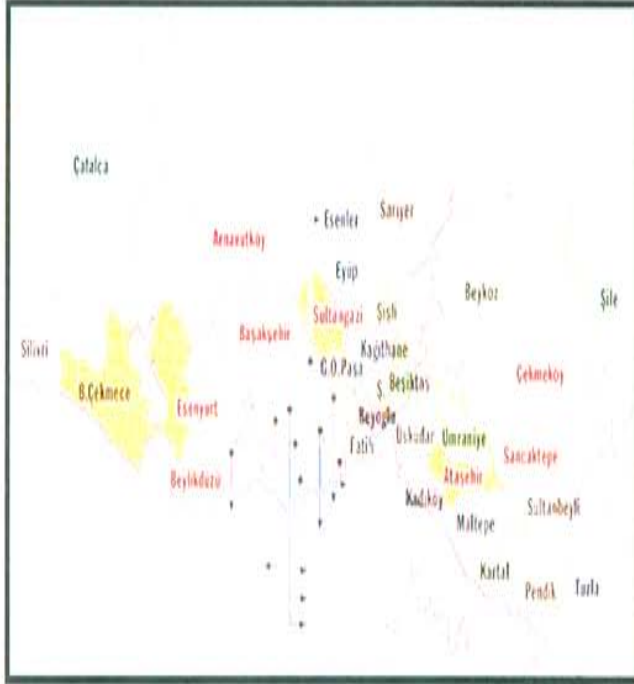 Çatalca
Sarıyer
Esenler
Arnavutköy
Eyüp
Beykoz
Şile
Sultangazi
Şişli
Başakşehir
Silivri
Kağıthane
G.O.Paşa
Çekmeköy
Beşiktaş
B.Çekmece
Ş.
Esenyurt
Beyoğlu
Üsküdar
Ümraniye
Fatih
Sancaktepe
Beylikdüzü
Ataşehir
Kadıköy
Sultanbeyli
Maltepe
Kartal
Pendik
Tuzla